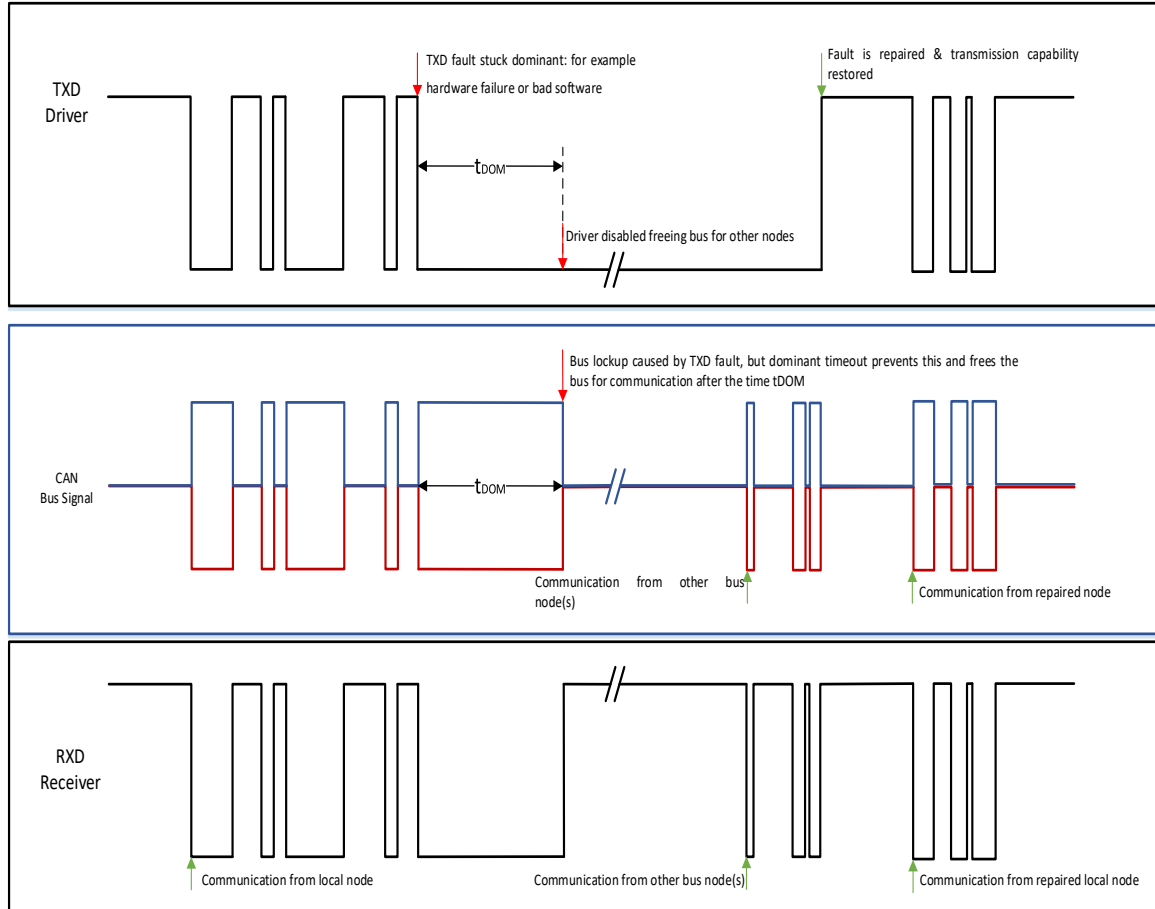 TXD fault stuck dominant: for example
hardware failure or bad software
Fault is repaired & transmission capability
restored
TXD
Driver
tDOM
Driver disabled freeing bus for other nodes
Bus lockup caused by TXD fault, but dominant timeout prevents this and frees the
bus for communication after the time tDOM
CAN
Bus Signal
tDOM
Communication from other bus
node(s)
Communication from repaired node
RXD
Receiver
Communication from local node
Communication from other bus node(s)
Communication from repaired local node